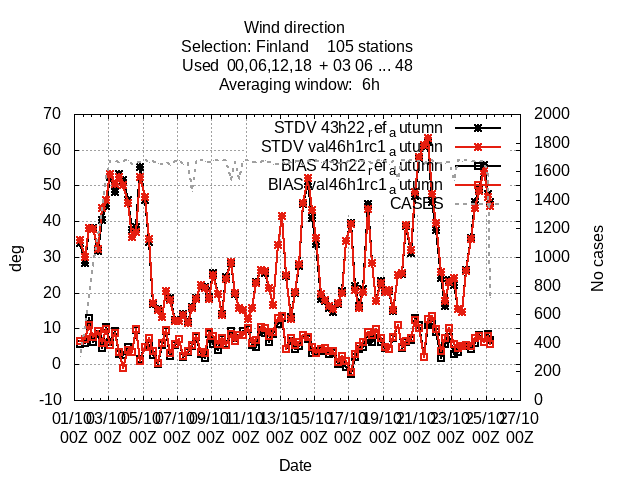 Wind direction
Selection: Finland 105 stations
Used 00,06,12,18 + 03 06 ... 48
Averaging window: 6h
70
60
50
40
30
20
10
0
-10
2000
1800
1600
1400
1200
1000
800
600
400
200
0
STDV 43h22_ref_autumn
STDV val46h1rc1_autumn
BIAS 43h22_ref_autumn
BIAS val46h1rc1_autumn
CASES
deg
No cases
01/10 03/10 05/10 07/10 09/10 11/10 13/10 15/10 17/10 19/10 21/10 23/10 25/10 27/10
00Z 00Z 00Z 00Z 00Z 00Z 00Z 00Z 00Z 00Z 00Z 00Z 00Z 00Z
Date